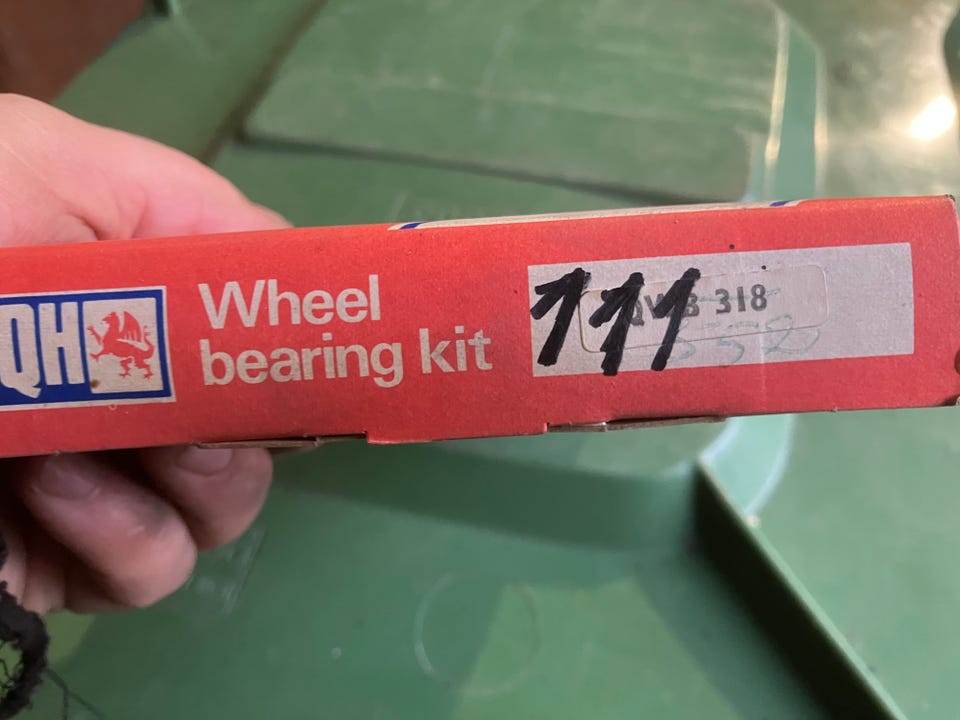 QH
Wheel
bearing kit
111
318